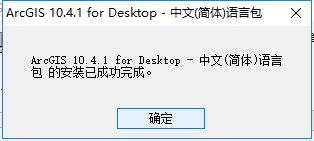 ArcGIS 10.4.1 for Desktop - 中文(简体)语言包
ArcGIS 10.4.1 for Desktop - 中文(简体)语言
包 的安装已成功完成。
确定